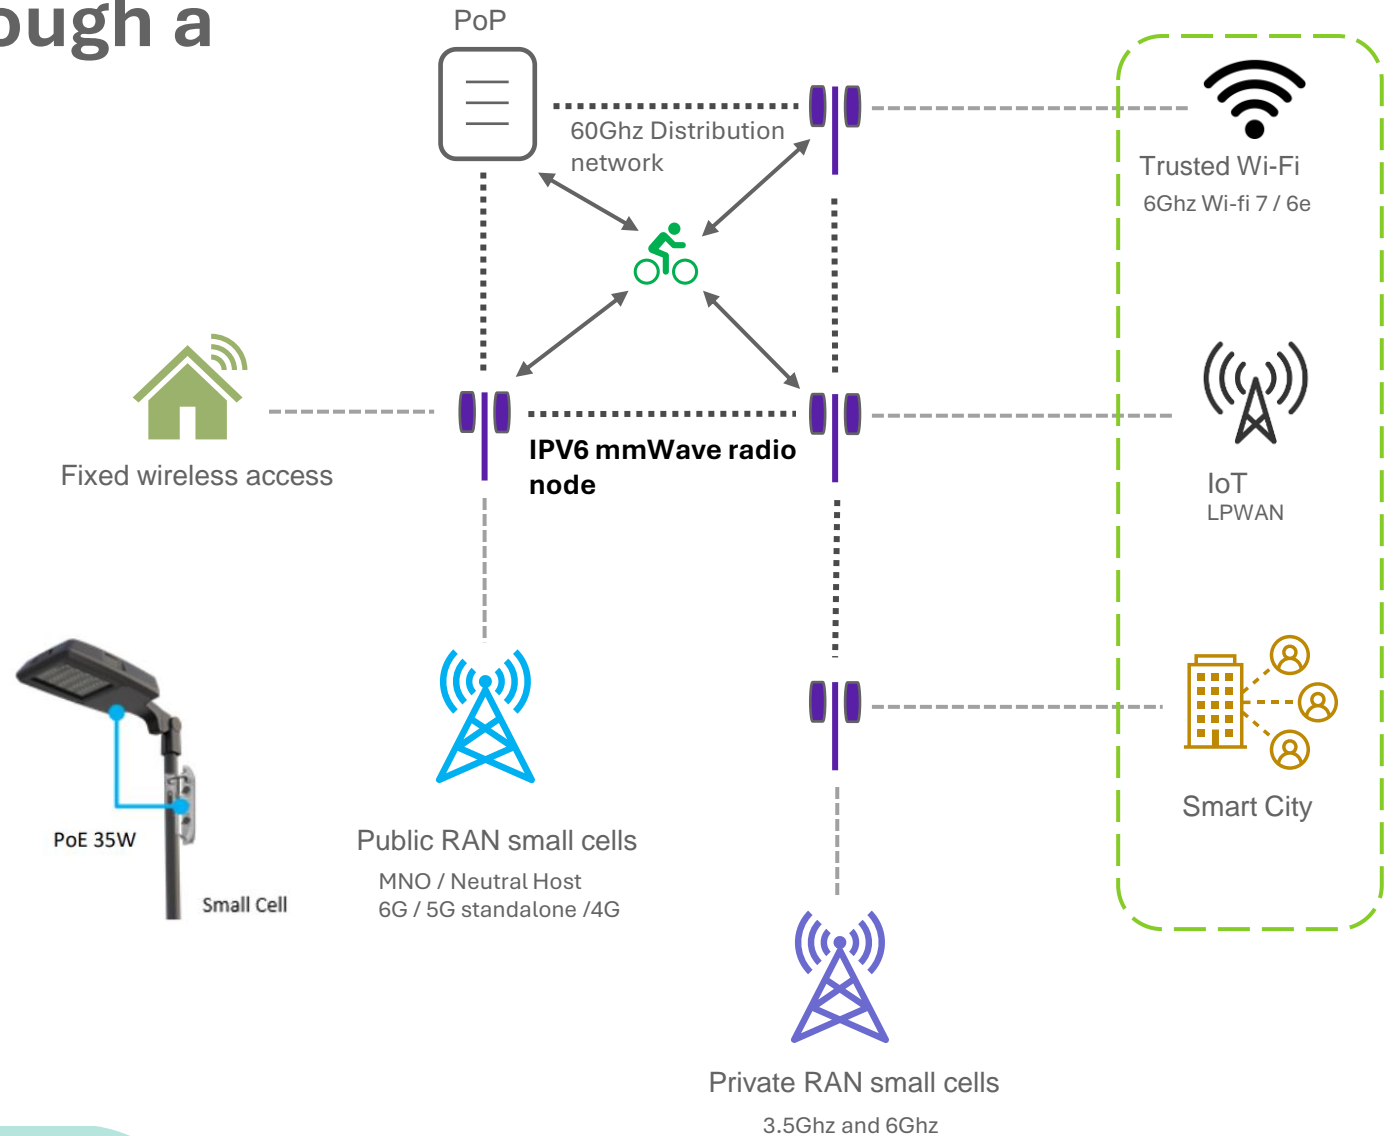 ough a
PoP
60Ghz Distribution
network
Trusted Wi-Fi
6Ghz Wi-fi 7 / 6e
IPV6 mmWave radio
node
Fixed wireless access
IoT
LPWAN
PoE 35W
Small Cell
Public RAN small cells
MNO / Neutral Host
6G / 5G standalone /4G
Smart City
Private RAN small cells
3.5Ghz and 6Ghz